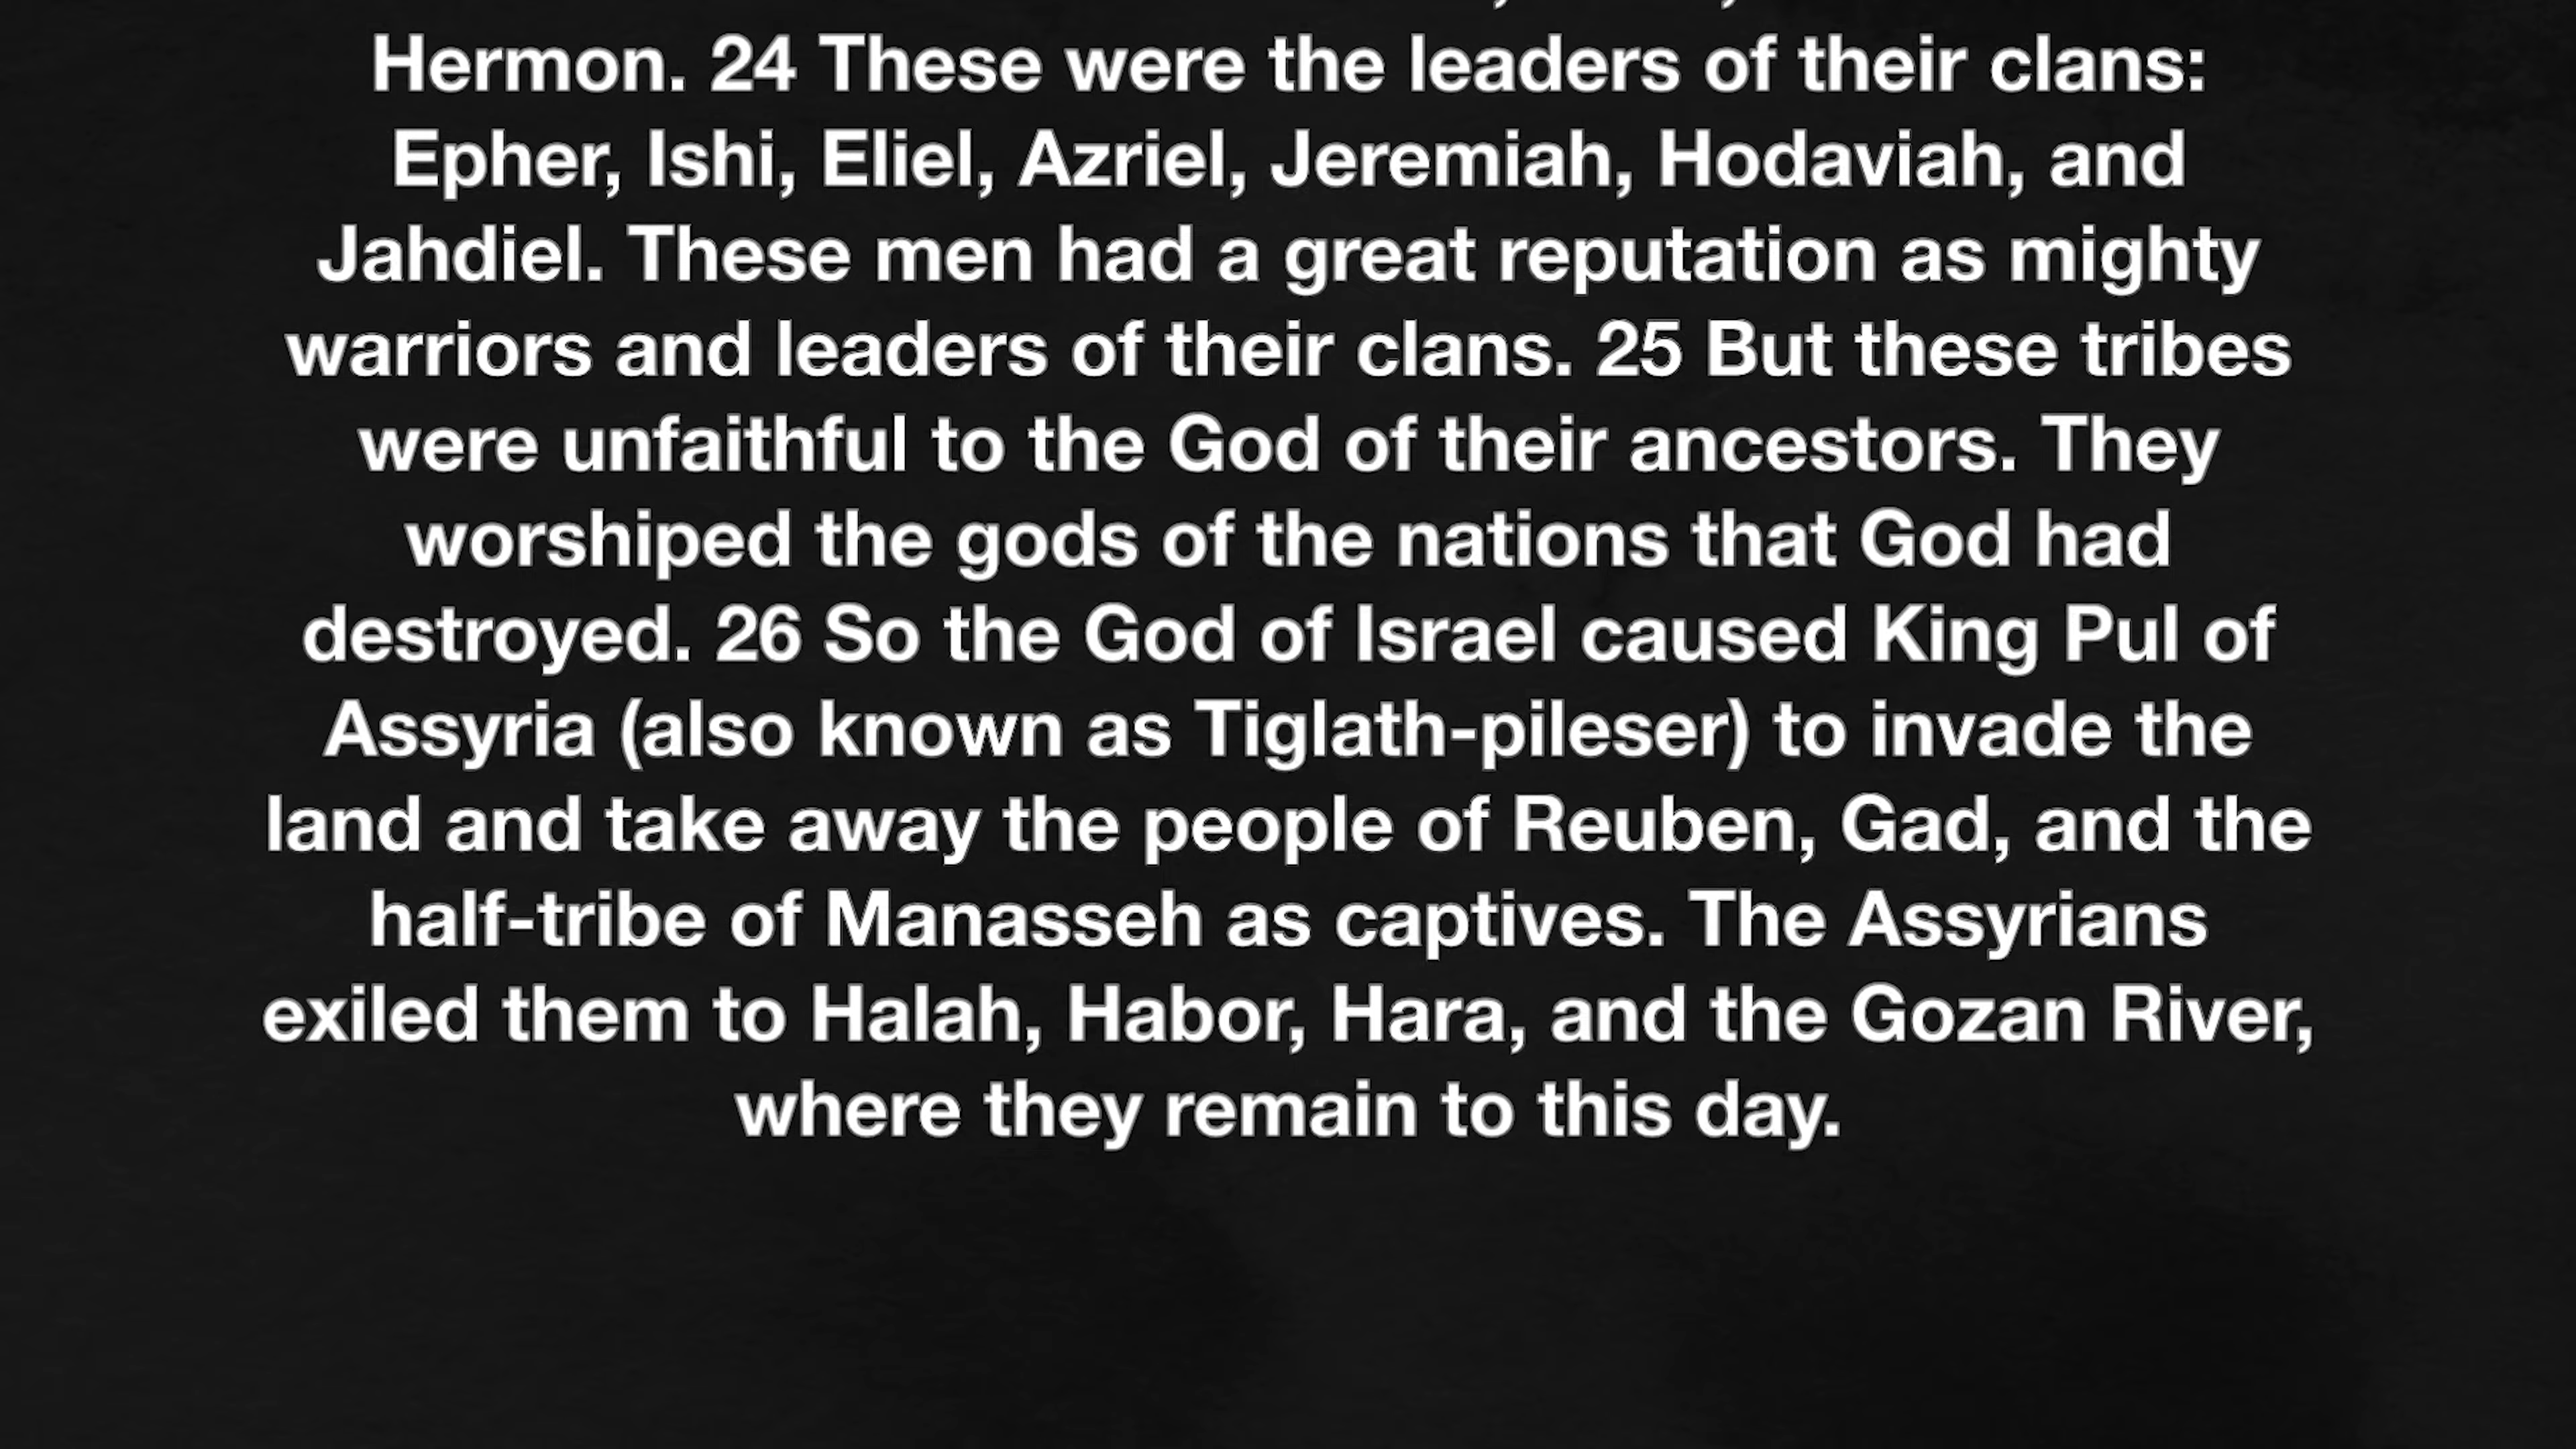 Hermon. 24 These were the leaders of their clans:
Epher, Ishi, Eliel, Azriel, Jeremiah, Hodaviah, and
Jahdiel. These men had a great reputation as mighty
warriors and leaders of their clans. 25 But these tribes
were unfaithful to the God of their ancestors. They
worshiped the gods of the nations that God had
destroyed. 26 So the God of Israel caused King Pul of
Assyria (also known as Tiglath-pileser) to invade the
land and take away the people of Reuben, Gad, and the
half-tribe of Manasseh as captives. The Assyrians
exiled them to Halah, Habor, Hara, and the Gozan River,
where they remain to this day.